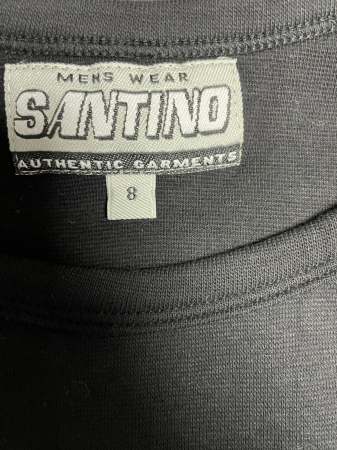 MENS WEAR
SANTINO
AUTHENTIC GARMENTS
8